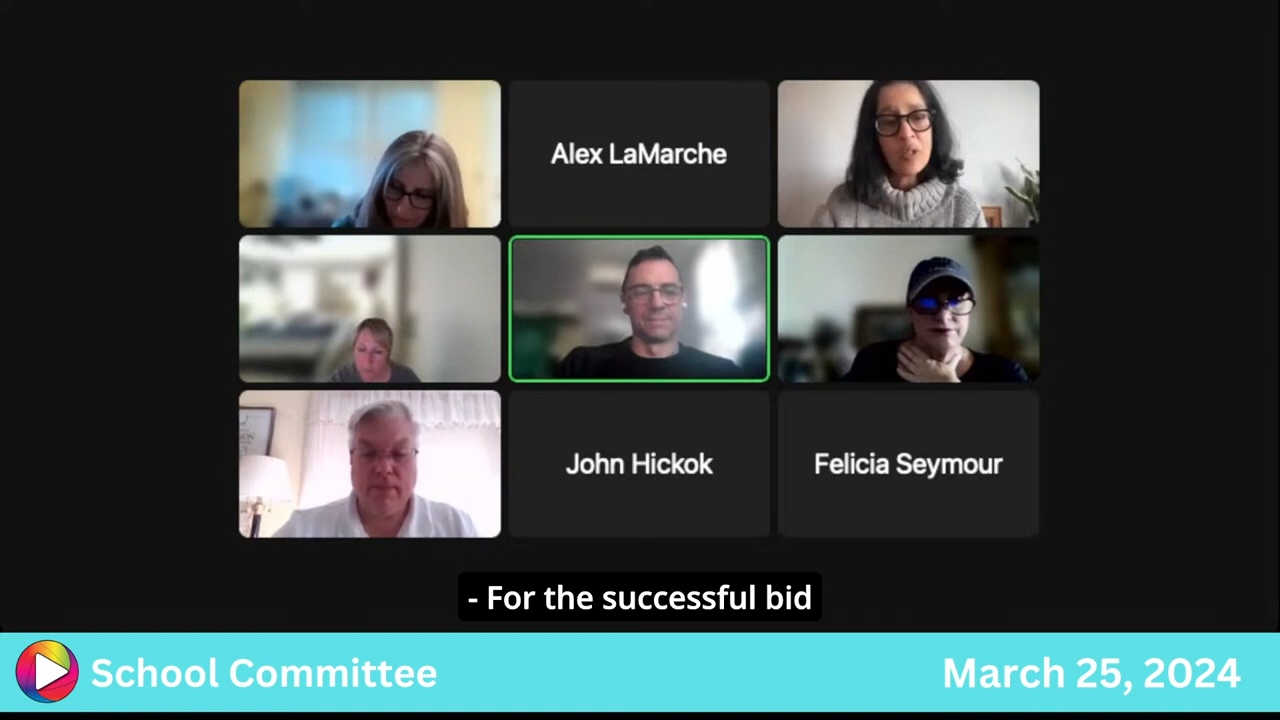 Alex LaMarche
John Hickok
Felicia Seymour
- For the successful bid
School Committee
March 25, 2024